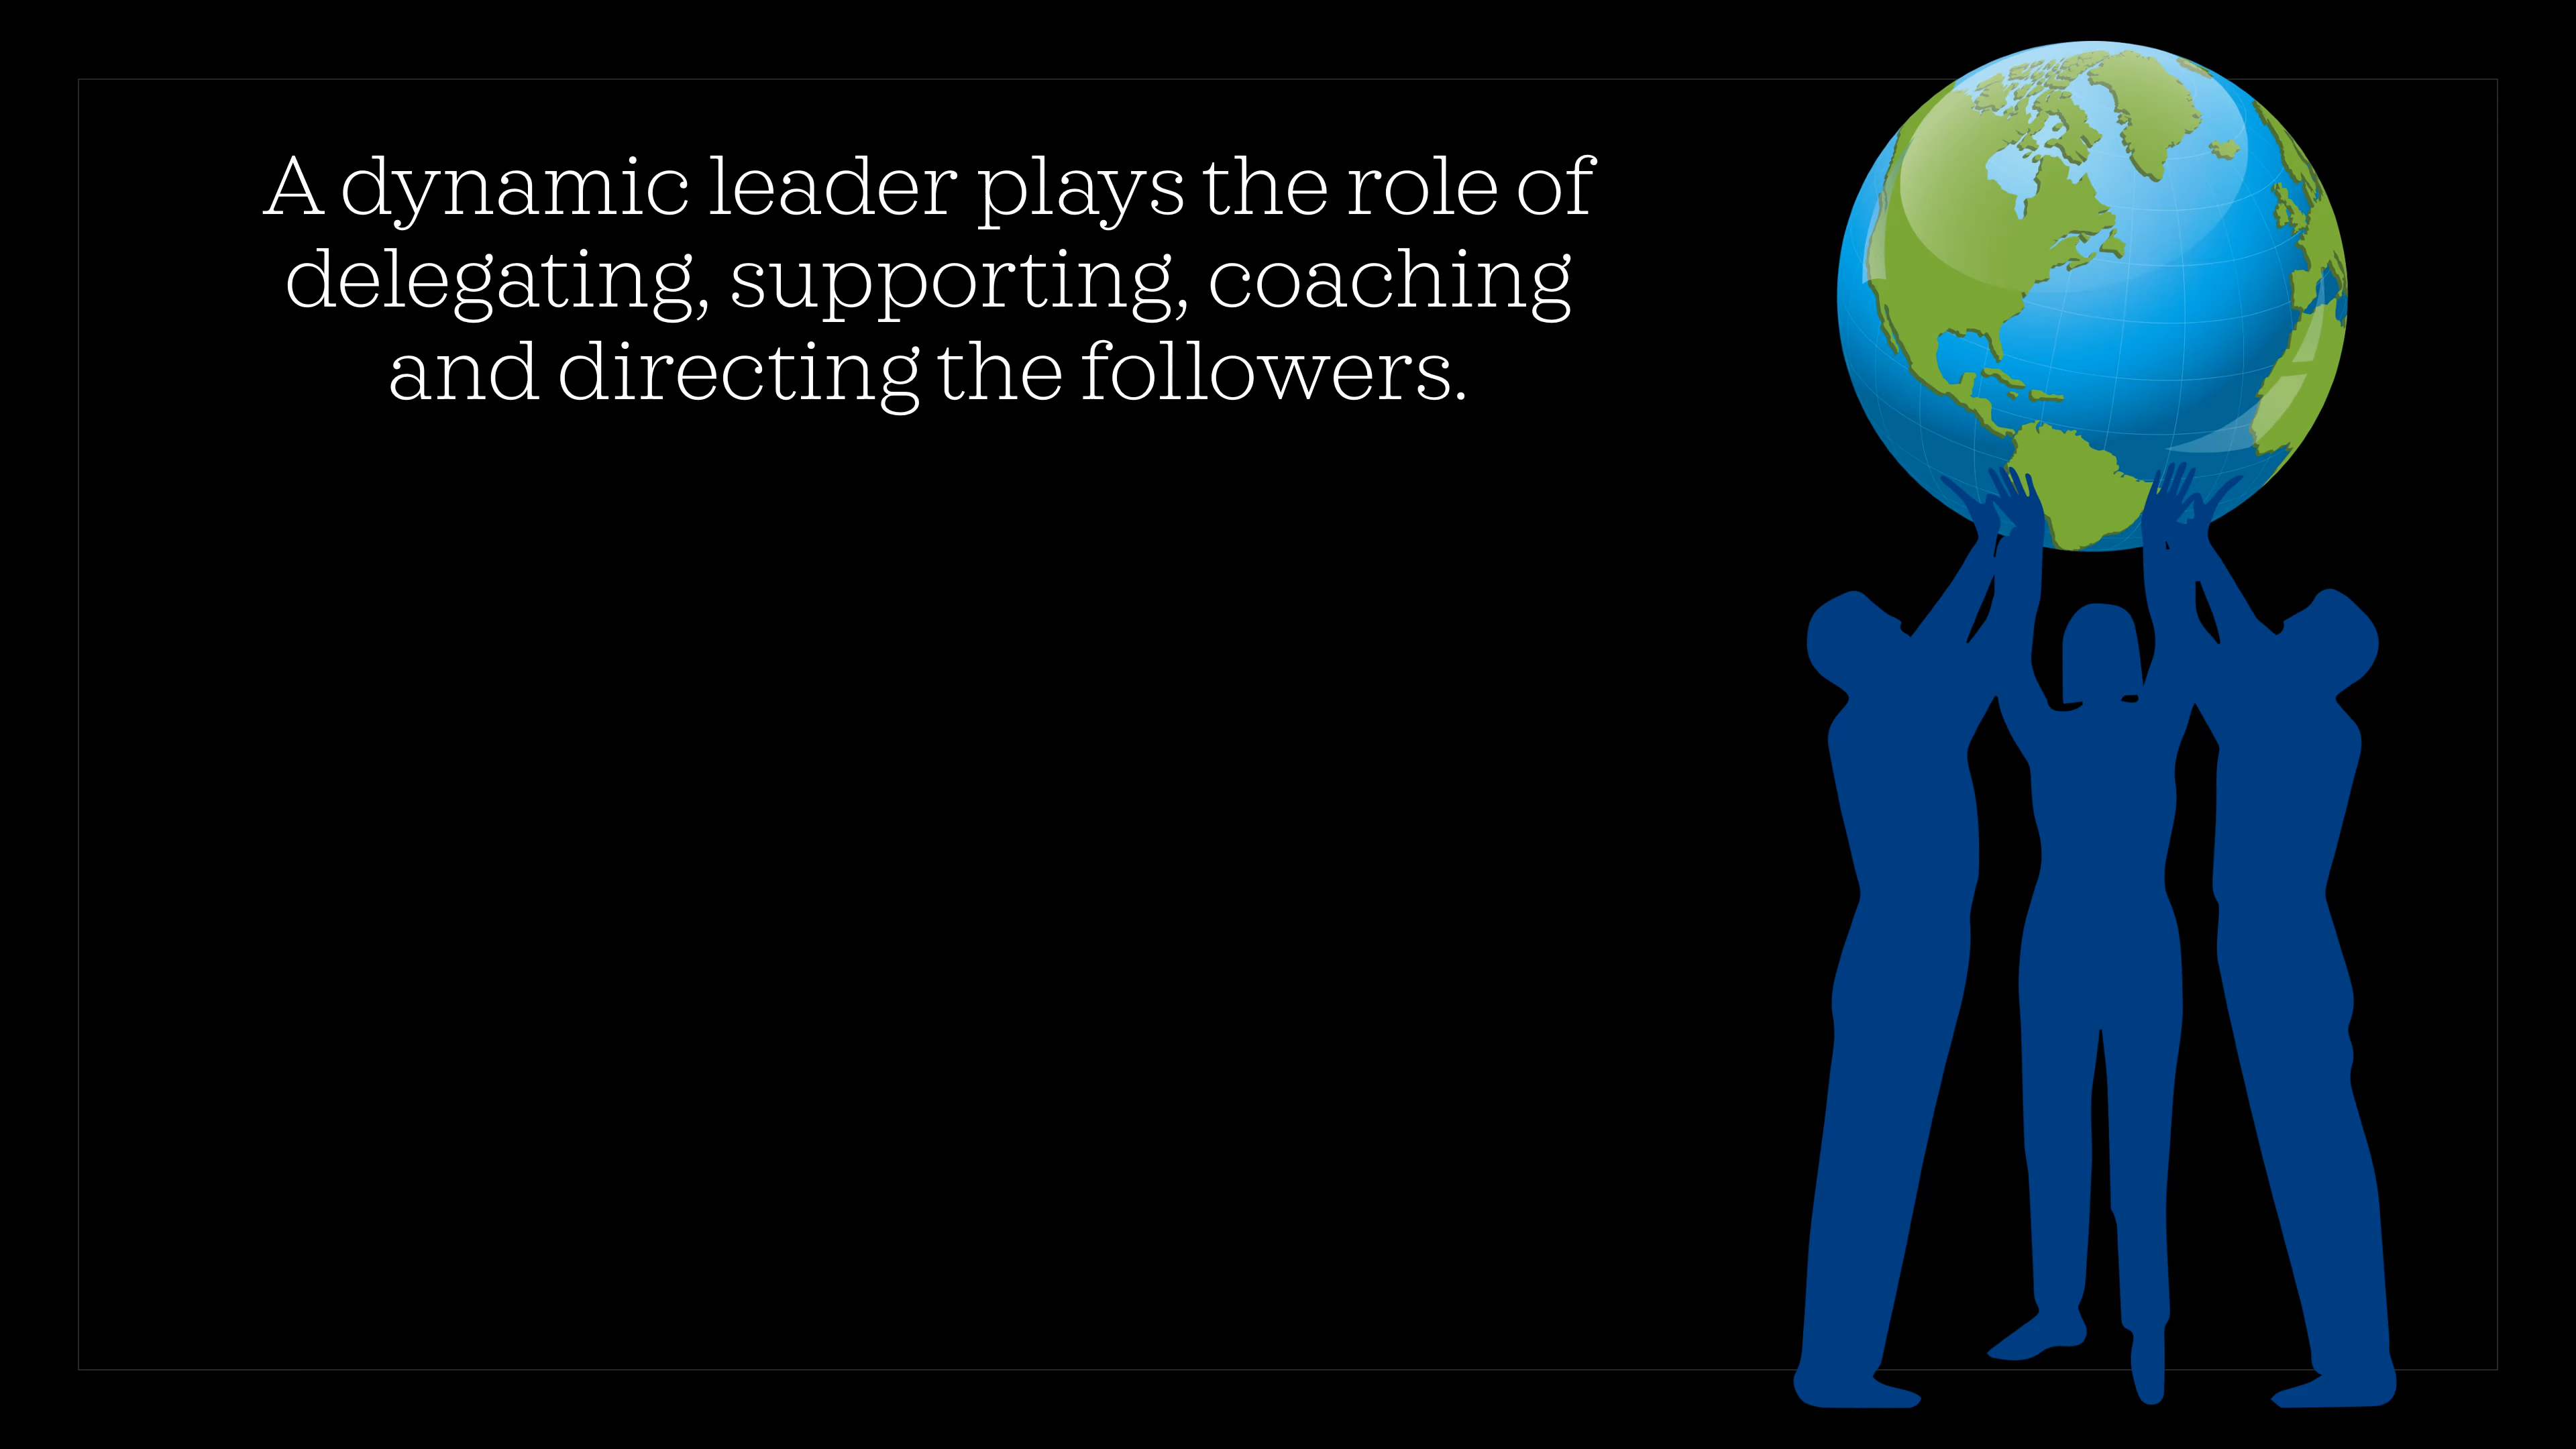 A dynamic leader plays the role of
delegating, supporting, coaching
and directing the followers.